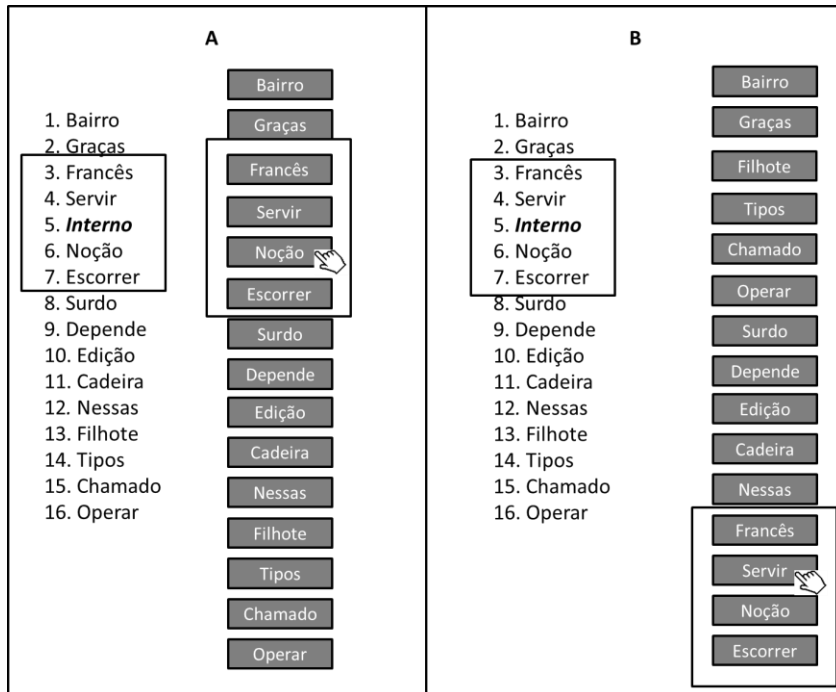 A
1. Bairro
2. Graças
3. Francês
4. Servir
5. Interno
6. Noção
7. Escorrer
8. Surdo
9. Depende
10. Edição
11. Cadeira
12. Nessas
13. Filhote
14. Tipos
15. Chamado
16. Operar
Bairro
Graças
Francês
Servir
Noção
Escorrer
Surdo
Depende
Edição
Cadeira
Nessas
Filhote
Tipos
Chamado
Operar
B
1. Bairro
2. Graças
3. Francês
4. Servir
5. Interno
6. Noção
7. Escorrer
8. Surdo
9. Depende
10. Edição
11. Cadeira
12. Nessas
13. Filhote
14. Tipos
15. Chamado
16. Operar
Bairro
Graças
Filhote
Tipos
Chamado
Operar
Surdo
Depende
Edição
Cadeira
Nessas
Francês
Servir
Noção
Escorrer